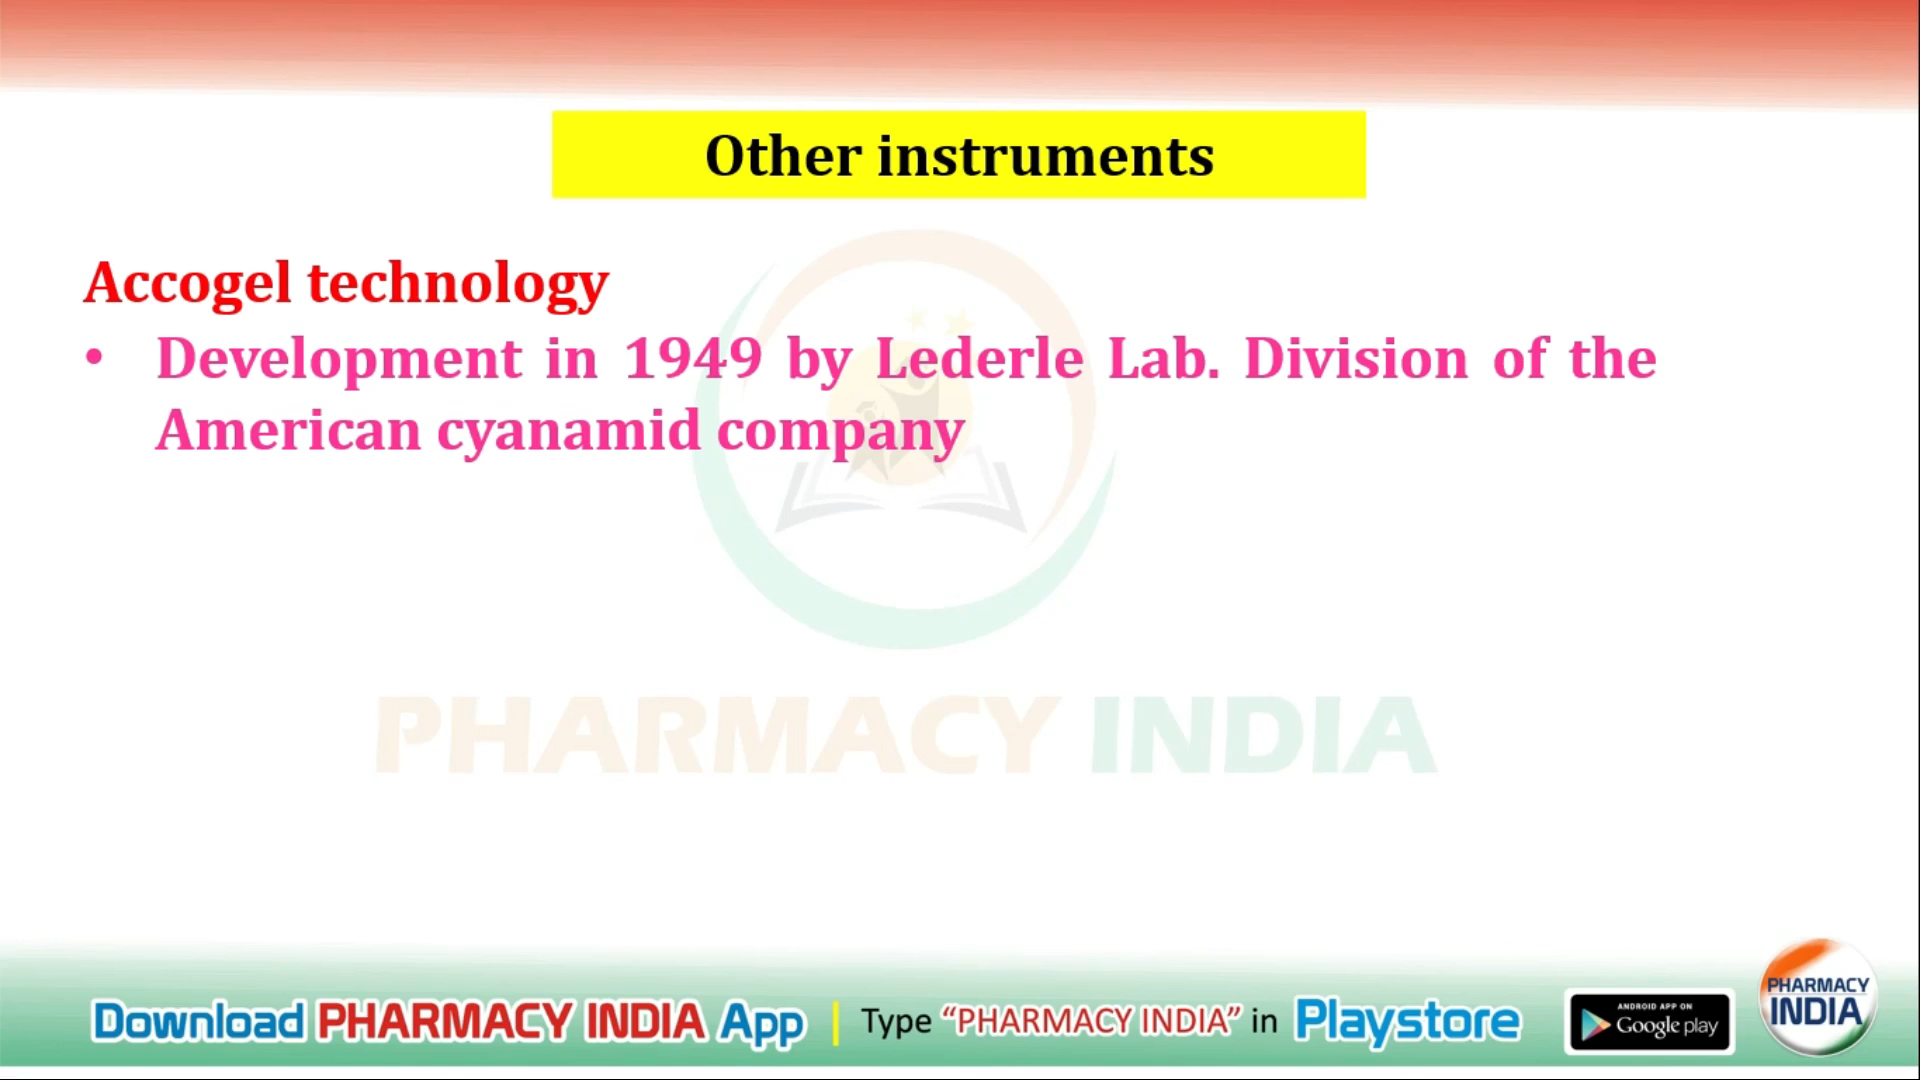 Other instruments
Accogel technology
• Development in 1949 by Lederle Lab. Division of the
American cyanamid company
PHARMACY INDIA
Download PHARMACY INDIA App | Type “PHARMACY INDIA” in Playstore
ANDROID APP ON
Google play
PHARMACY
INDIA